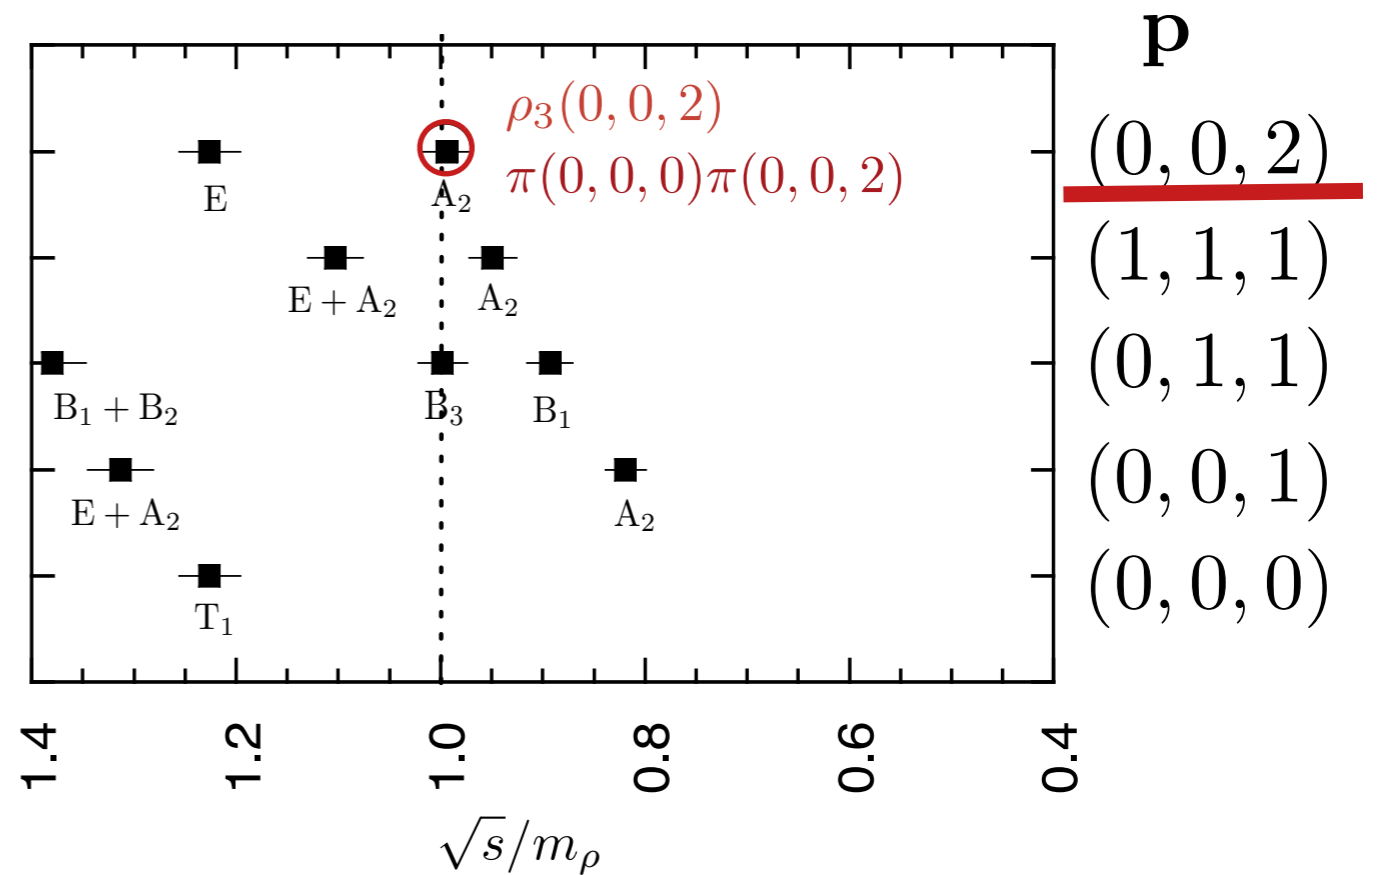 p
ρ₃(0, 0, 2)
π(0, 0, 0)π(0, 0, 2)
(0, 0, 2)
E
A₂
(1, 1, 1)
E + A₂
A₂
(0, 1, 1)
B₁ + B₂
B₃
B₁
(0, 0, 1)
E + A₂
A₂
(0, 0, 0)
T₁
1.4 1.2 1.0 0.8 0.6 0.4
√s/m_ρ